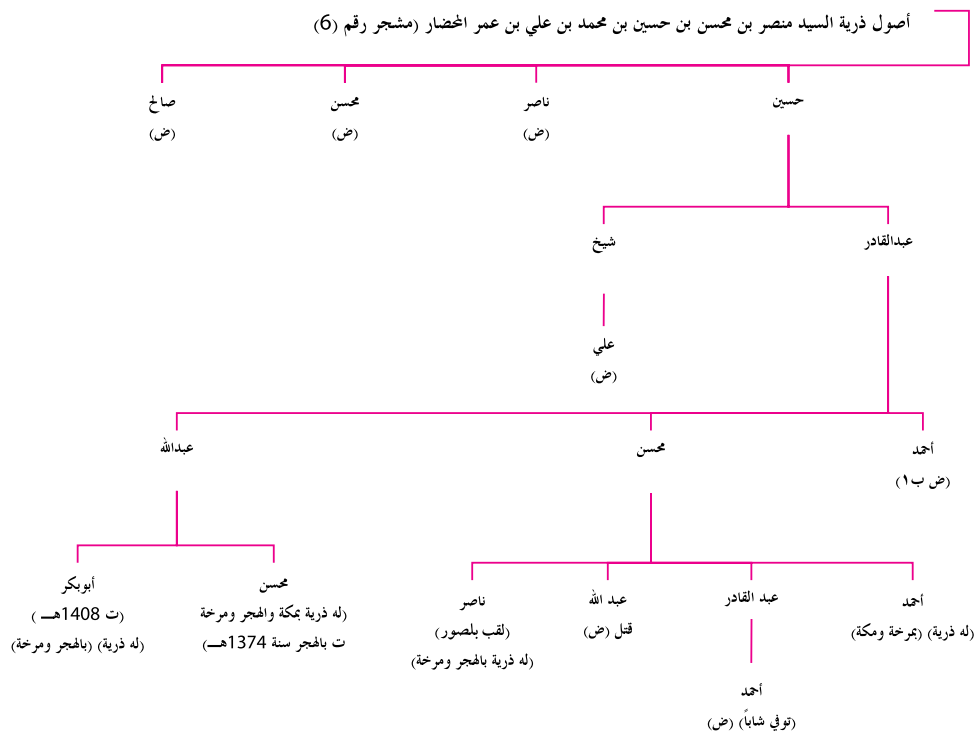 أصول ذرية السيد منصر بن محسن بن حسين بن محمد بن علي بن عمر المحضار (مشجر رقم (6)
حسين
ناصر
(ض)
محسن
(ض)
صالح
(ض)
عبدالقادر
شيخ
علي
(ض)
أحمد
(ض ب١)
محسن
عبدالله
أحمد
(له ذرية) (بمرخة ومكة)
عبد القادر
أحمد
(توفي شاباً) (ض)
عبد الله
قتل (ض)
ناصر
(لقب بلصور)
(له ذرية بالهجر ومرخة)
محسن
(له ذرية بمكة والهجر ومرخة
ت بالهجر سنة 1374هـــ)
أبوبكر
(ت 1408هـــ )
(له ذرية) (بالهجر ومرخة)